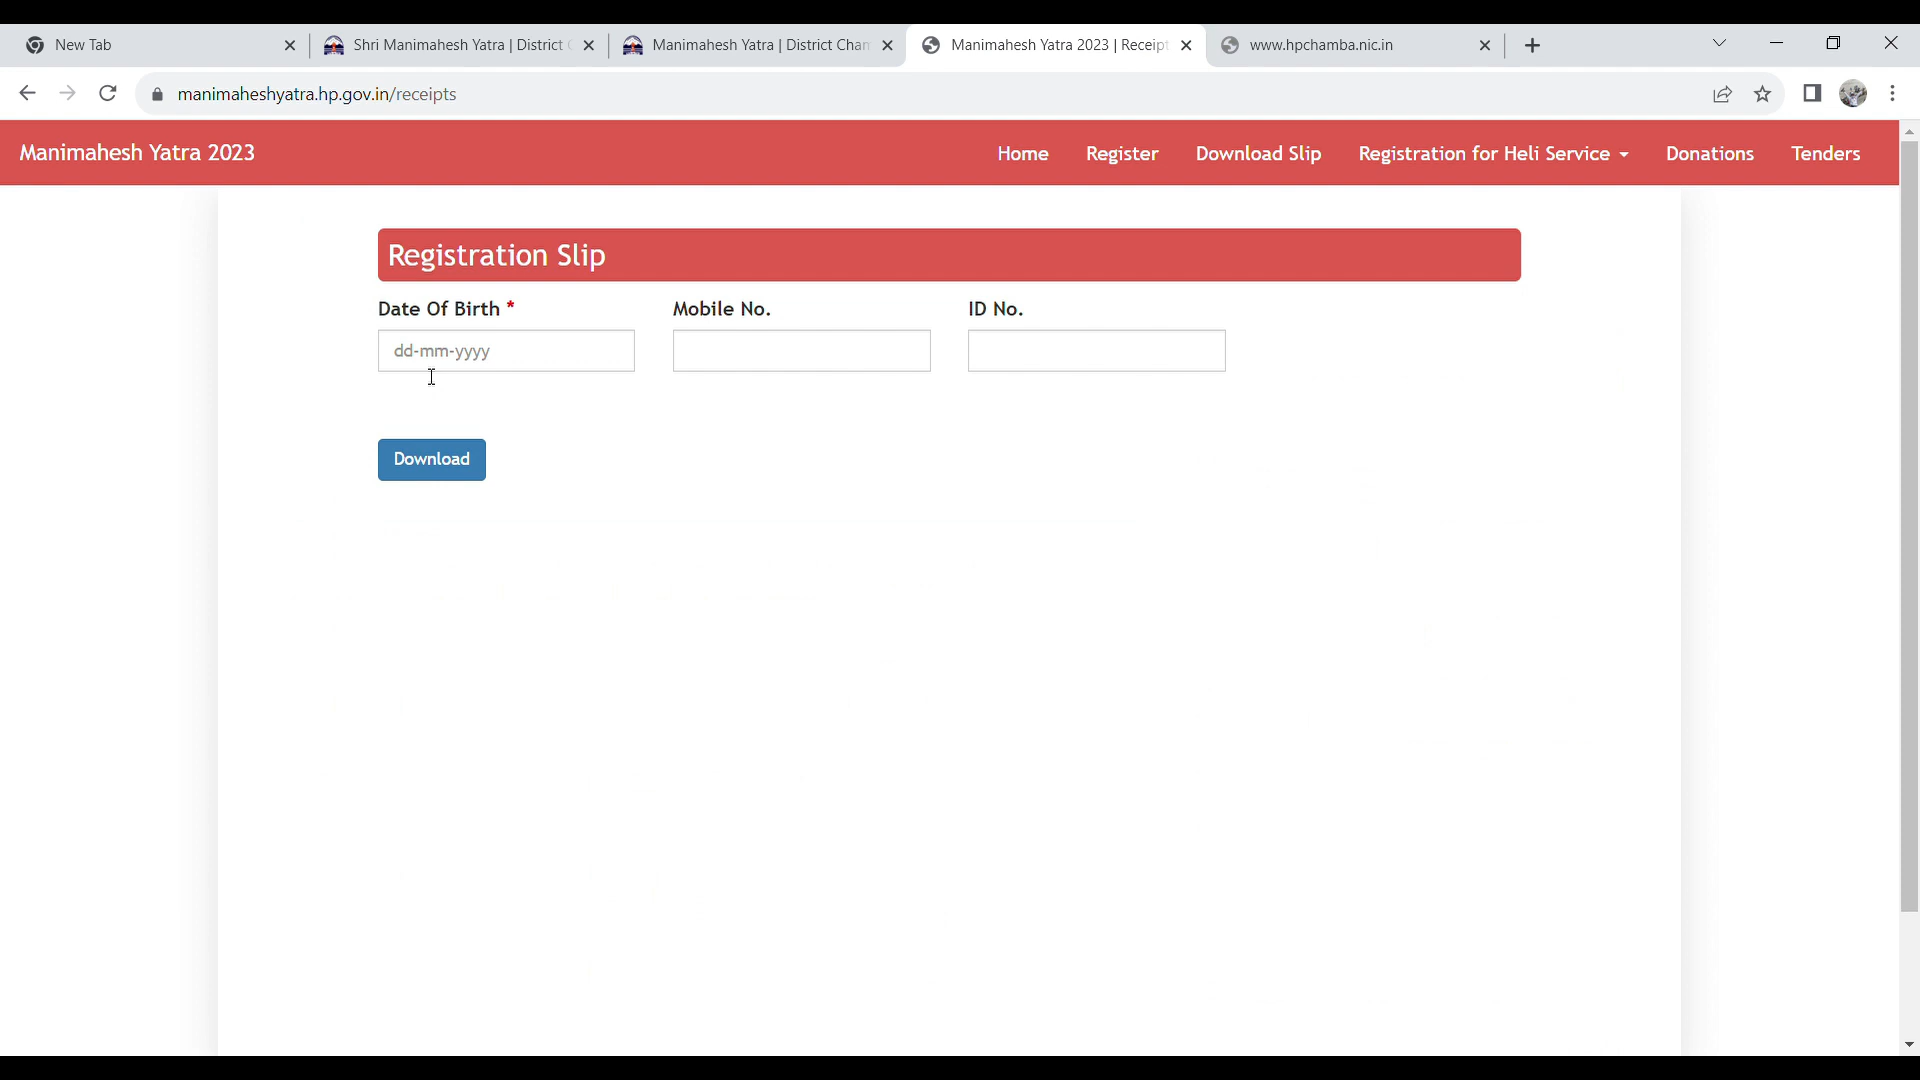 New Tab
Shri Manimahesh Yatra | District C
Manimahesh Yatra | District Cham
Manimahesh Yatra 2023 | Receipt
www.hpchamba.nic.in
manimaheshyatra.hp.gov.in/receipts
Manimahesh Yatra 2023
Home
Register
Download Slip
Registration for Heli Service
Donations
Tenders
Registration Slip
Date Of Birth *
Mobile No.
ID No.
dd-mm-yyyy
Download